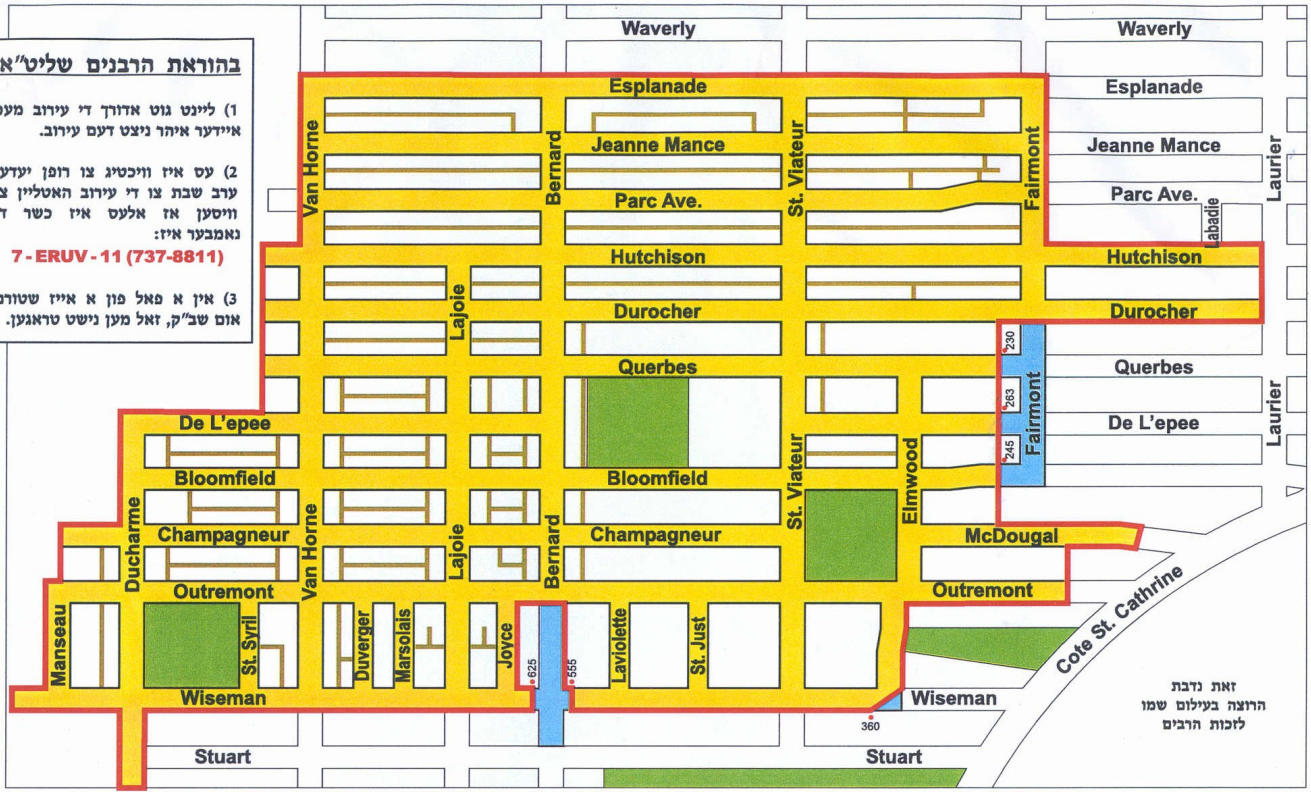 בהוראת הרבנים שליט"א
1) ליינט גוט אדורך די עירוב
איידער איהר ניצט דעם עירוב.
2) עס איז וויכטיג צו רופן
ערב שבת צו די עירוב האטליין
וויסען אז אלעס איז כשר
נאמבער איז:
7 - ERUV - 11 (737-8811)
3) אין א פאל פון א אייז
אום שב"ק, זאל מען נישט טראגען.
Waverly
Waverly
Esplanade
Esplanade
Jeanne Mance
Jeanne Mance
Parc Ave.
Parc Ave.
Labadie
Hutchison
Hutchison
Durocher
Durocher
Querbes
Querbes
De L'epee
De L'epee
Bloomfield
Bloomfield
Champagneur
Champagneur
McDougal
Outremont
Outremont
Wiseman
Wiseman
Stuart
Stuart
Van Horne
Bernard
St. Viateur
Fairmont
Laurier
Lajoie
230
263
245
Fairmont
Laurier
St. Viateur
Elmwood
Ducharme
Van Horne
Lajoie
Bernard
Manseau
St. Syril
Duverger
Marsolais
Joyce
625
555
Laviolette
St. Just
360
Cote St. Cathrine
זאת נדבת
הרוצה בעילום שמו
לזכות הרבים